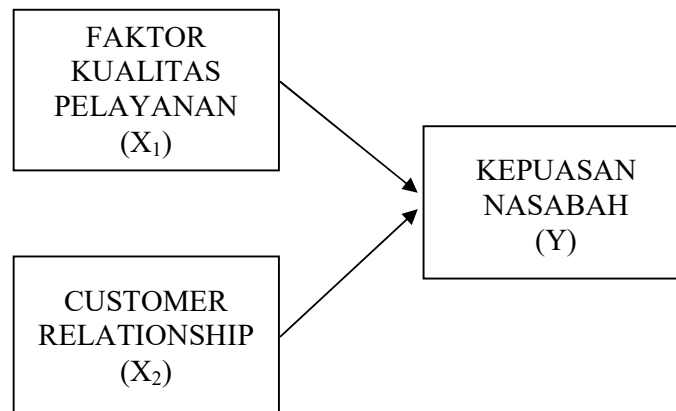 FAKTOR
KUALITAS
PELAYANAN
(X₁)
KEPUASAN
NASABAH
(Y)
CUSTOMER
RELATIONSHIP
(X₂)